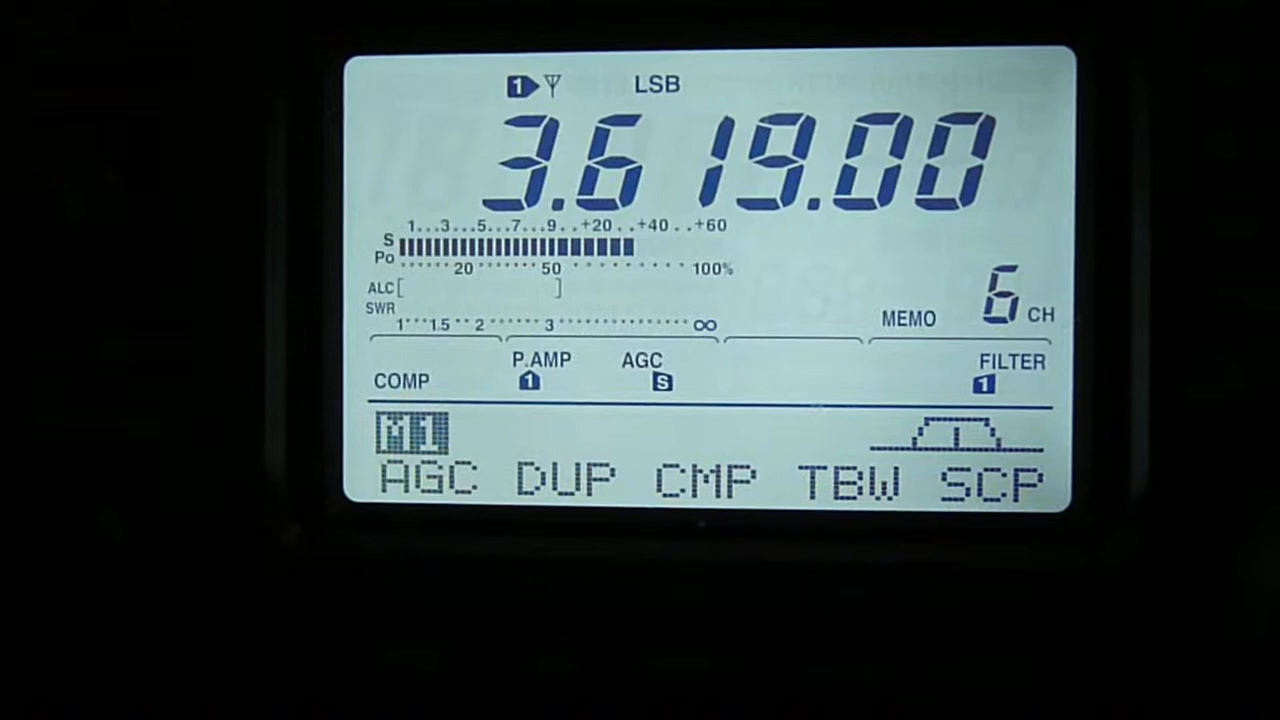 1 LSB
3.619.00
1...3...5...7...9..+20..+40..+60
S
Po
20 50 100%
ALC [ ]
SWR
1 1.5 2 3 ∞
MEMO 6 CH
P.AMP AGC FILTER
COMP 1 S 1
M1
AGC DUP CMP TBW SCP